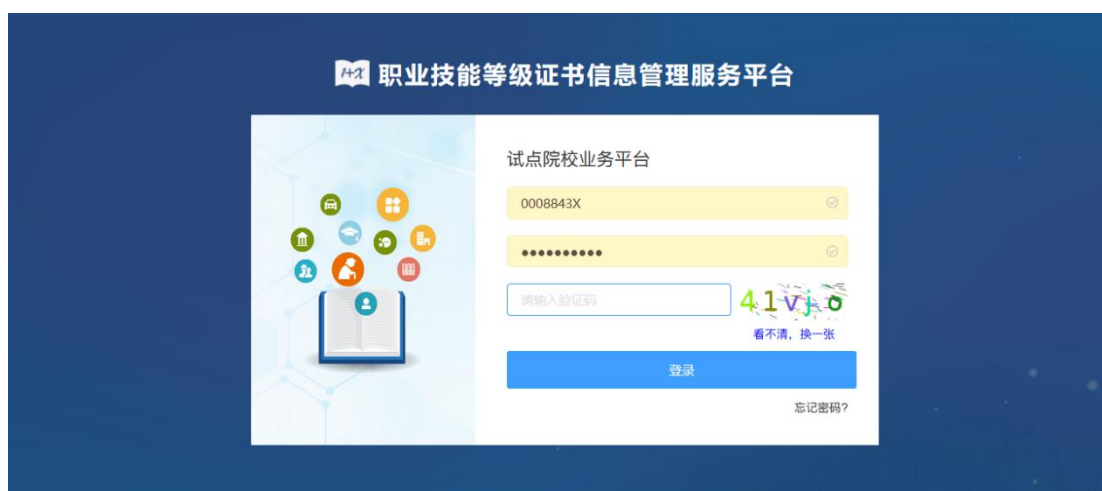 1+X 职业技能等级证书信息管理服务平台
试点院校业务平台
0008843X
••••••••••
请输入验证码
41vjo
看不清，换一张
登录
忘记密码?